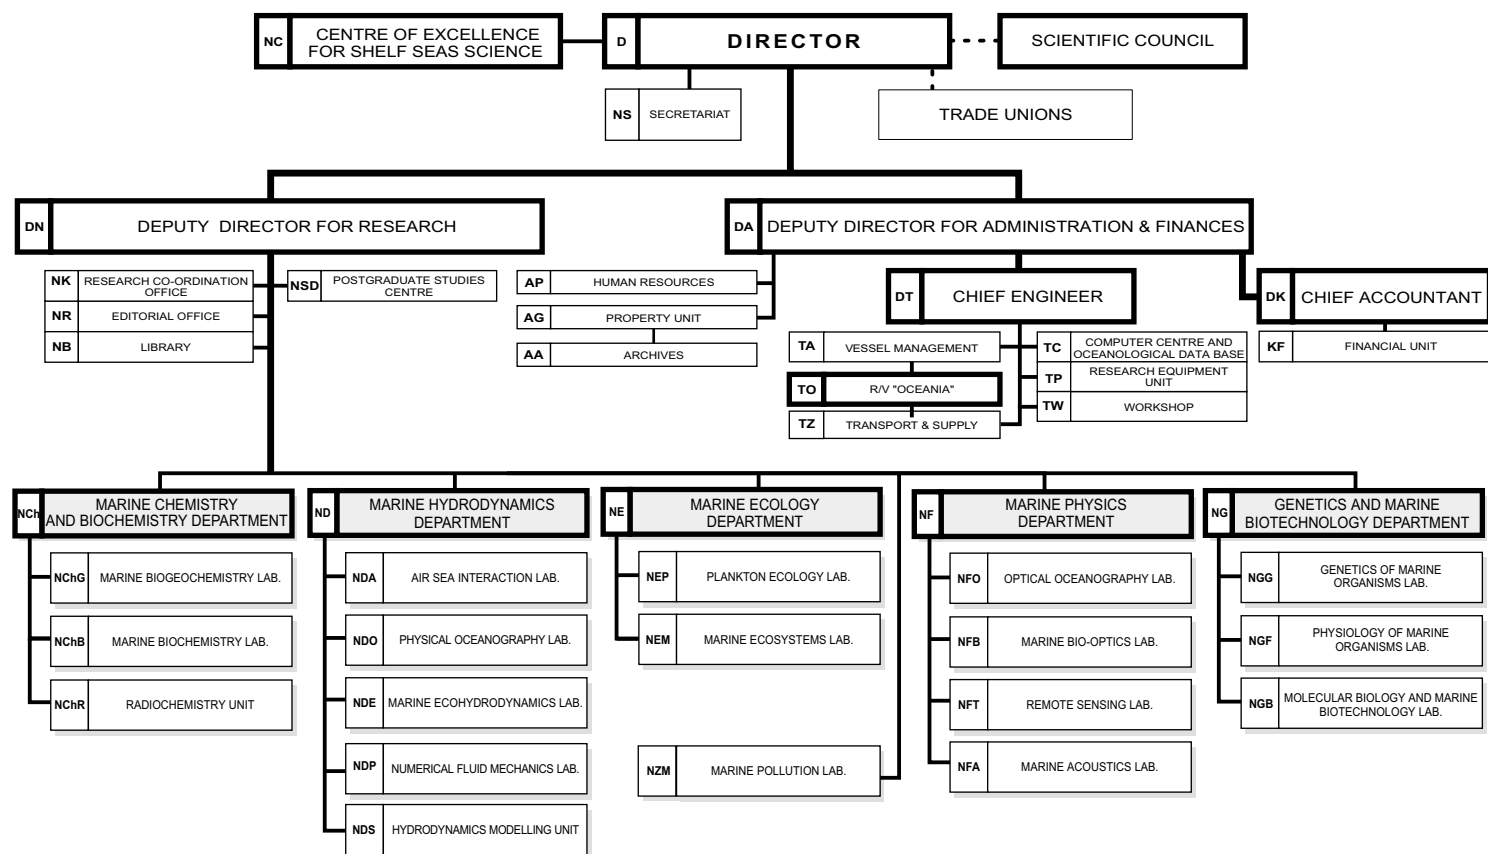 NC
CENTRE OF EXCELLENCE
FOR SHELF SEAS SCIENCE
D
DIRECTOR
SCIENTIFIC COUNCIL
NS
SECRETARIAT
TRADE UNIONS
DN
DEPUTY DIRECTOR FOR RESEARCH
DA
DEPUTY DIRECTOR FOR ADMINISTRATION & FINANCES
NK
RESEARCH CO-ORDINATION
OFFICE
NSD
POSTGRADUATE STUDIES
CENTRE
NR
EDITORIAL OFFICE
NB
LIBRARY
AP
HUMAN RESOURCES
AG
PROPERTY UNIT
AA
ARCHIVES
DT
CHIEF ENGINEER
DK
CHIEF ACCOUNTANT
TA
VESSEL MANAGEMENT
TO
R/V "OCEANIA"
TZ
TRANSPORT & SUPPLY
TC
COMPUTER CENTRE AND
OCEANOLOGICAL DATA BASE
TP
RESEARCH EQUIPMENT
UNIT
TW
WORKSHOP
KF
FINANCIAL UNIT
NCh
MARINE CHEMISTRY
AND BIOCHEMISTRY DEPARTMENT
NChG
MARINE BIOGEOCHEMISTRY LAB.
NChB
MARINE BIOCHEMISTRY LAB.
NChR
RADIOCHEMISTRY UNIT
ND
MARINE HYDRODYNAMICS
DEPARTMENT
NDA
AIR SEA INTERACTION LAB.
NDO
PHYSICAL OCEANOGRAPHY LAB.
NDE
MARINE ECOHYDRODYNAMICS LAB.
NDP
NUMERICAL FLUID MECHANICS LAB.
NDS
HYDRODYNAMICS MODELLING UNIT
NE
MARINE ECOLOGY
DEPARTMENT
NEP
PLANKTON ECOLOGY LAB.
NEM
MARINE ECOSYSTEMS LAB.
NZM
MARINE POLLUTION LAB.
NF
MARINE PHYSICS
DEPARTMENT
NFO
OPTICAL OCEANOGRAPHY LAB.
NFB
MARINE BIO-OPTICS LAB.
NFT
REMOTE SENSING LAB.
NFA
MARINE ACOUSTICS LAB.
NG
GENETICS AND MARINE
BIOTECHNOLOGY DEPARTMENT
NGG
GENETICS OF MARINE
ORGANISMS LAB.
NGF
PHYSIOLOGY OF MARINE
ORGANISMS LAB.
NGB
MOLECULAR BIOLOGY AND MARINE
BIOTECHNOLOGY LAB.